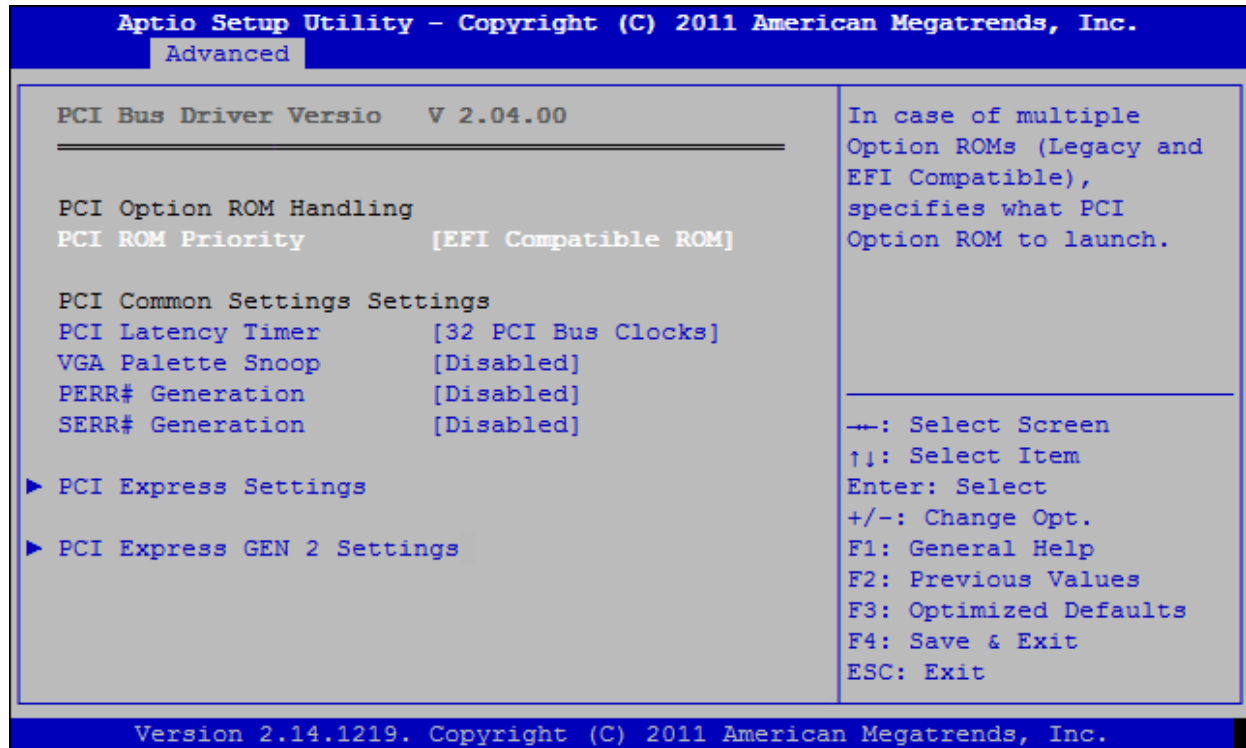 Aptio Setup Utility – Copyright (C) 2011 American Megatrends, Inc.
Advanced
PCI Bus Driver Versio V 2.04.00
PCI Option ROM Handling
PCI ROM Priority [EFI Compatible ROM]
PCI Common Settings Settings
PCI Latency Timer [32 PCI Bus Clocks]
VGA Palette Snoop [Disabled]
PERR# Generation [Disabled]
SERR# Generation [Disabled]
► PCI Express Settings
► PCI Express GEN 2 Settings
In case of multiple
Option ROMs (Legacy and
EFI Compatible),
specifies what PCI
Option ROM to launch.
→←: Select Screen
↑↓: Select Item
Enter: Select
+/-: Change Opt.
F1: General Help
F2: Previous Values
F3: Optimized Defaults
F4: Save & Exit
ESC: Exit
Version 2.14.1219. Copyright (C) 2011 American Megatrends, Inc.